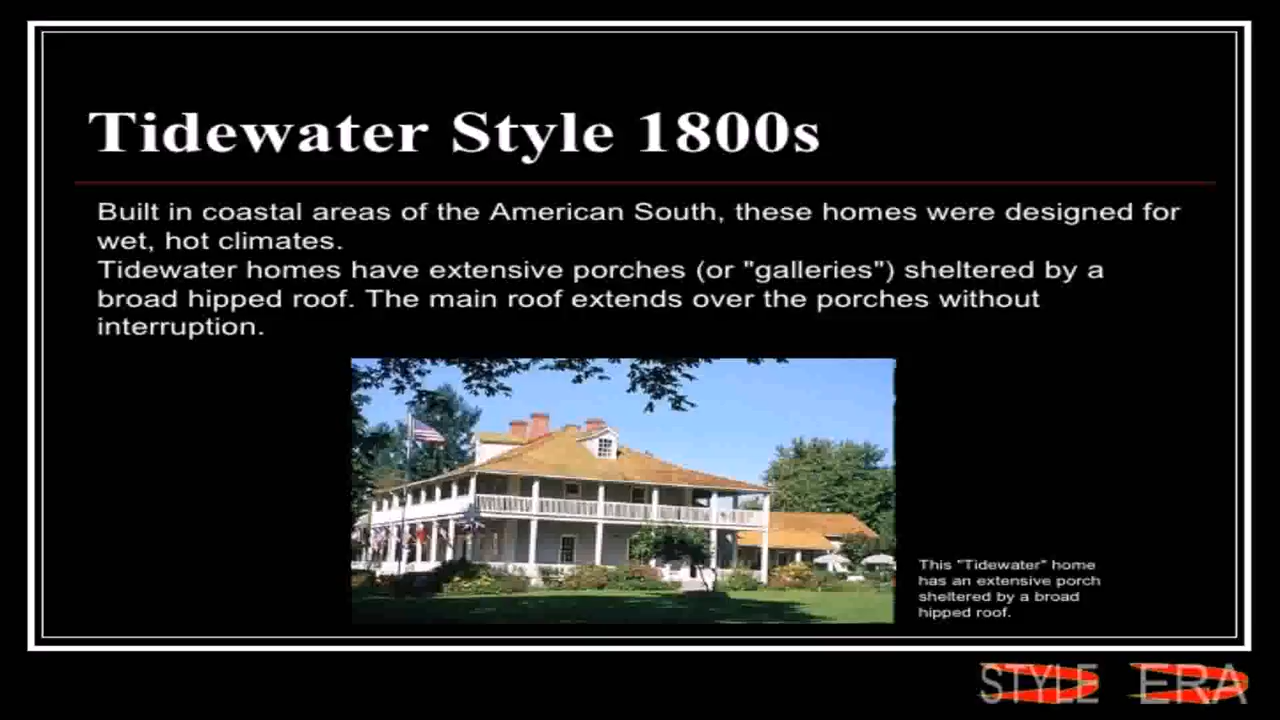 Tidewater Style 1800s
Built in coastal areas of the American South, these homes were designed for
wet, hot climates.
Tidewater homes have extensive porches (or "galleries") sheltered by a
broad hipped roof. The main roof extends over the porches without
interruption.
This "Tidewater" home
has an extensive porch
sheltered by a broad
hipped roof.
STYLE ERA